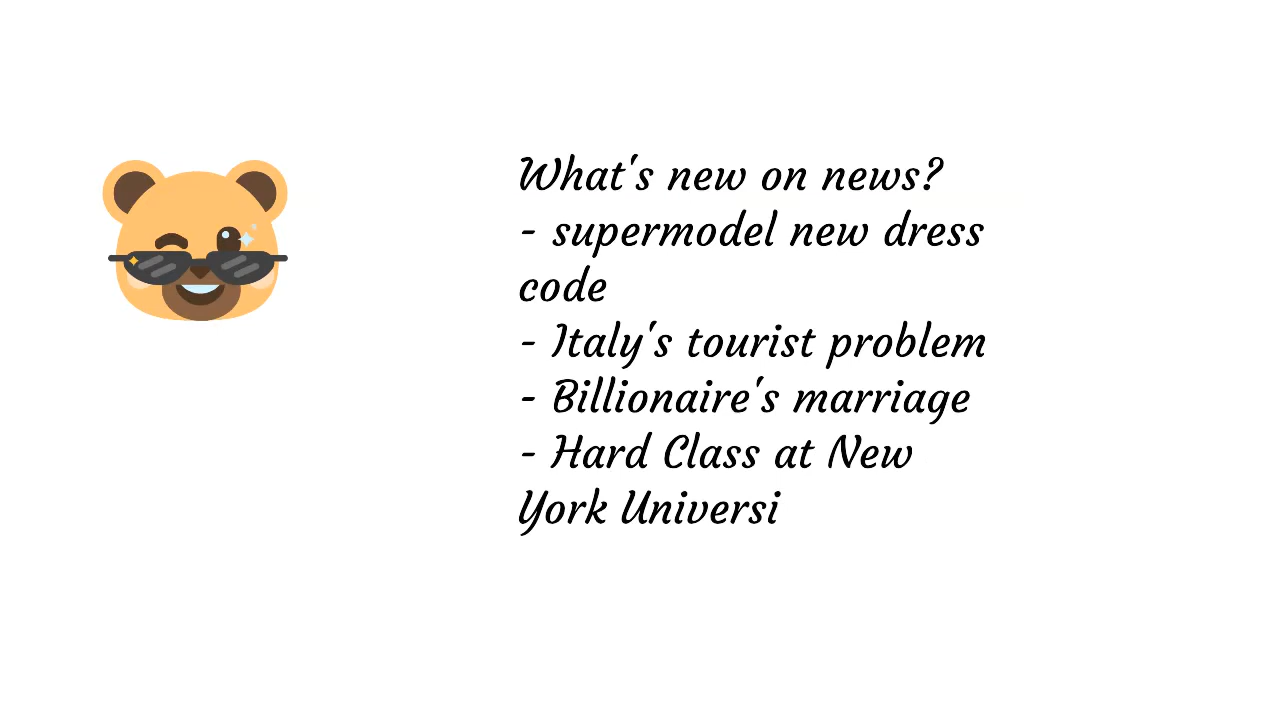 What's new on news?
- supermodel new dress
code
- Italy's tourist problem
- Billionaire's marriage
- Hard Class at New
York Universi